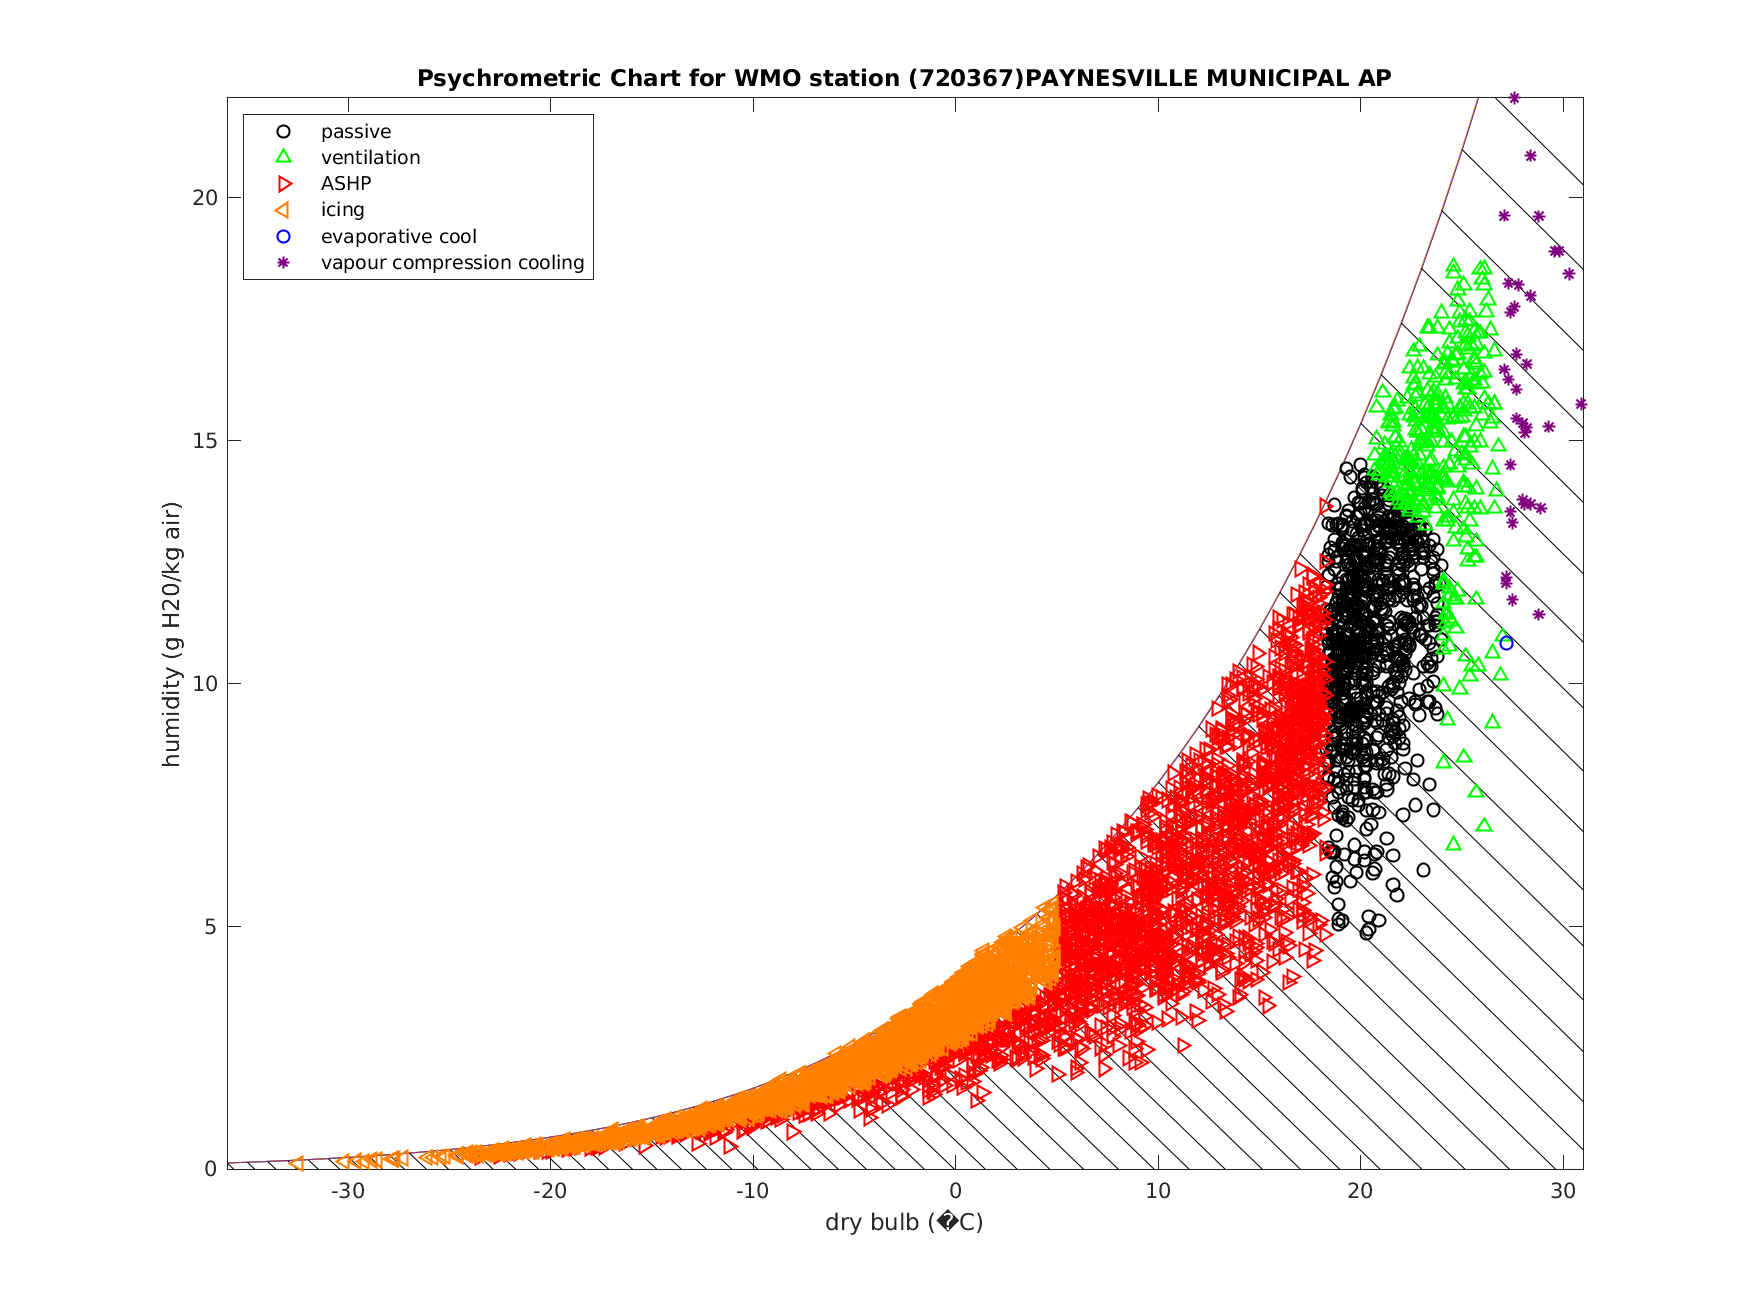 Psychrometric Chart for WMO station (720367)PAYNESVILLE MUNICIPAL AP
passive
ventilation
ASHP
icing
evaporative cool
vapour compression cooling
humidity (g H20/kg air)
20
15
10
5
0
-30
-20
-10
0
10
20
30
dry bulb (�C)